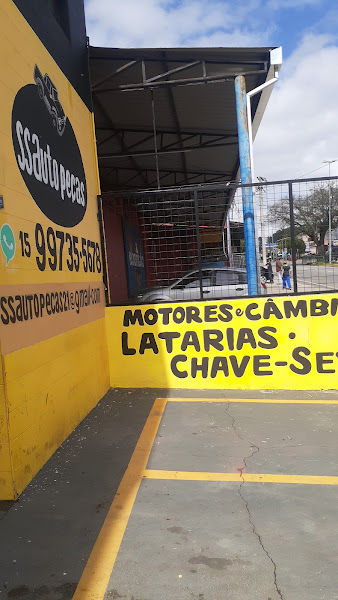 ssauto peças
15 99735-5678
ssautopecas21@gmail.com
MOTORES e CÂMB
LATARIAS •
CHAVE-SE